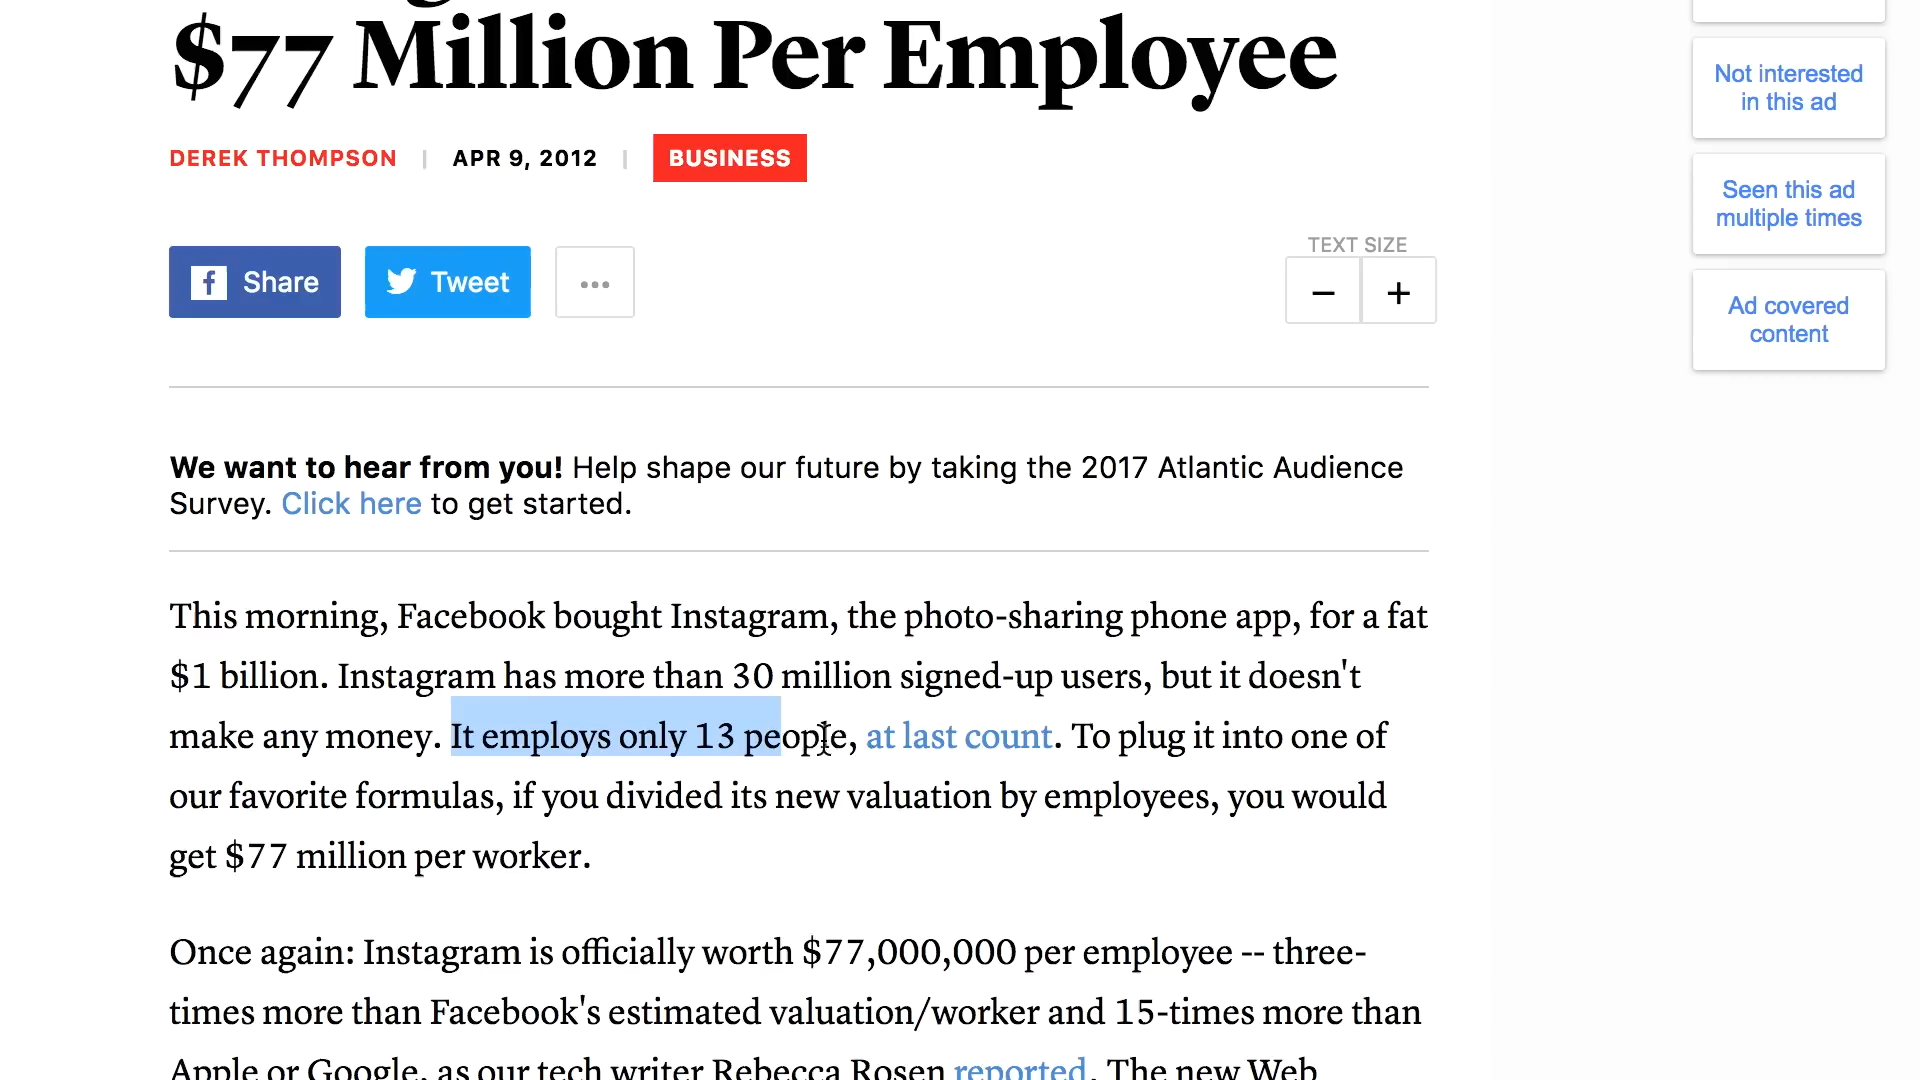 $77 Million Per Employee
DEREK THOMPSON | APR 9, 2012 | BUSINESS
Share Tweet ...
TEXT SIZE
− +
We want to hear from you! Help shape our future by taking the 2017 Atlantic Audience
Survey. Click here to get started.
This morning, Facebook bought Instagram, the photo-sharing phone app, for a fat
$1 billion. Instagram has more than 30 million signed-up users, but it doesn't
make any money. It employs only 13 people, at last count. To plug it into one of
our favorite formulas, if you divided its new valuation by employees, you would
get $77 million per worker.
Once again: Instagram is officially worth $77,000,000 per employee -- three-
times more than Facebook's estimated valuation/worker and 15-times more than
Apple or Google, as our tech writer Rebecca Rosen reported. The new Web
Not interested
in this ad
Seen this ad
multiple times
Ad covered
content